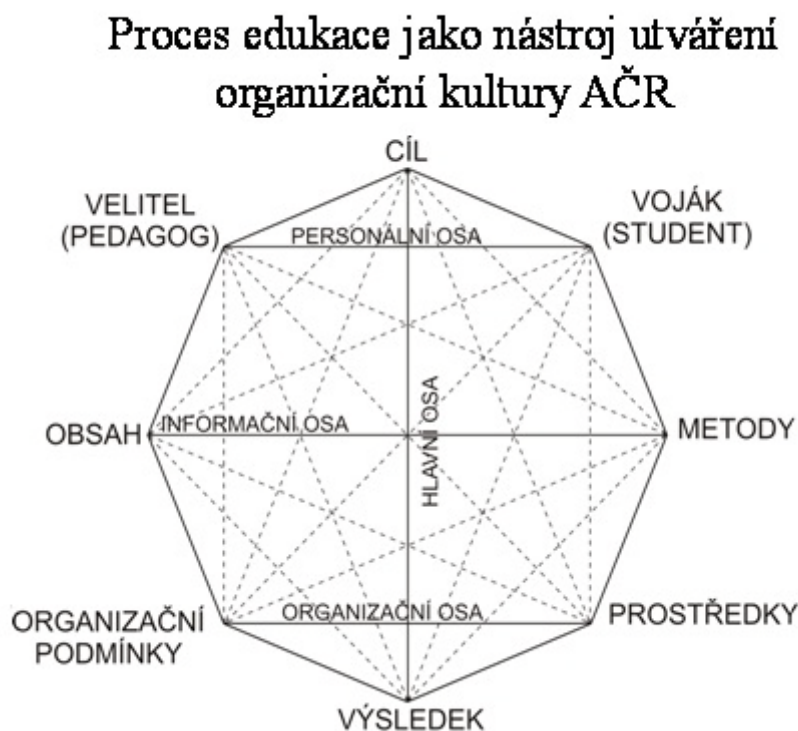 Proces edukace jako nástroj utváření
organizační kultury AČR
CÍL
VELITEL
(PEDAGOG)
VOJÁK
(STUDENT)
PERSONÁLNÍ OSA
HLAVNÍ OSA
OBSAH
INFORMAČNÍ OSA
METODY
ORGANIZAČNÍ
PODMÍNKY
ORGANIZAČNÍ OSA
PROSTŘEDKY
VÝSLEDEK